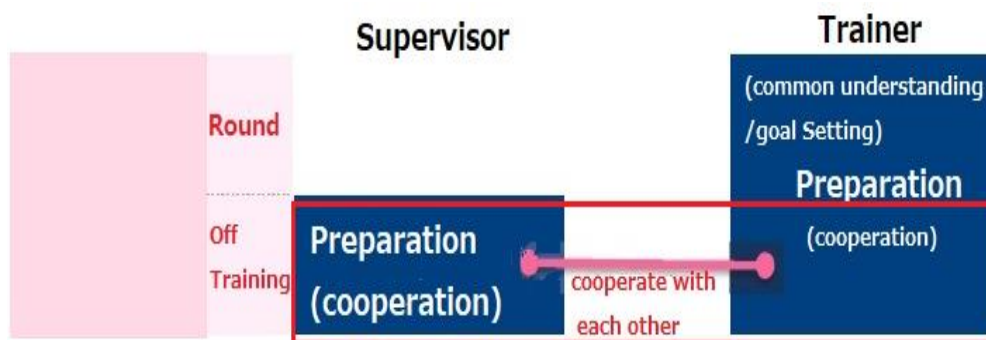 Supervisor
Trainer
Round
(common understanding
/goal Setting)
Preparation
(cooperation)
Off
Training
Preparation
(cooperation)
cooperate with
each other